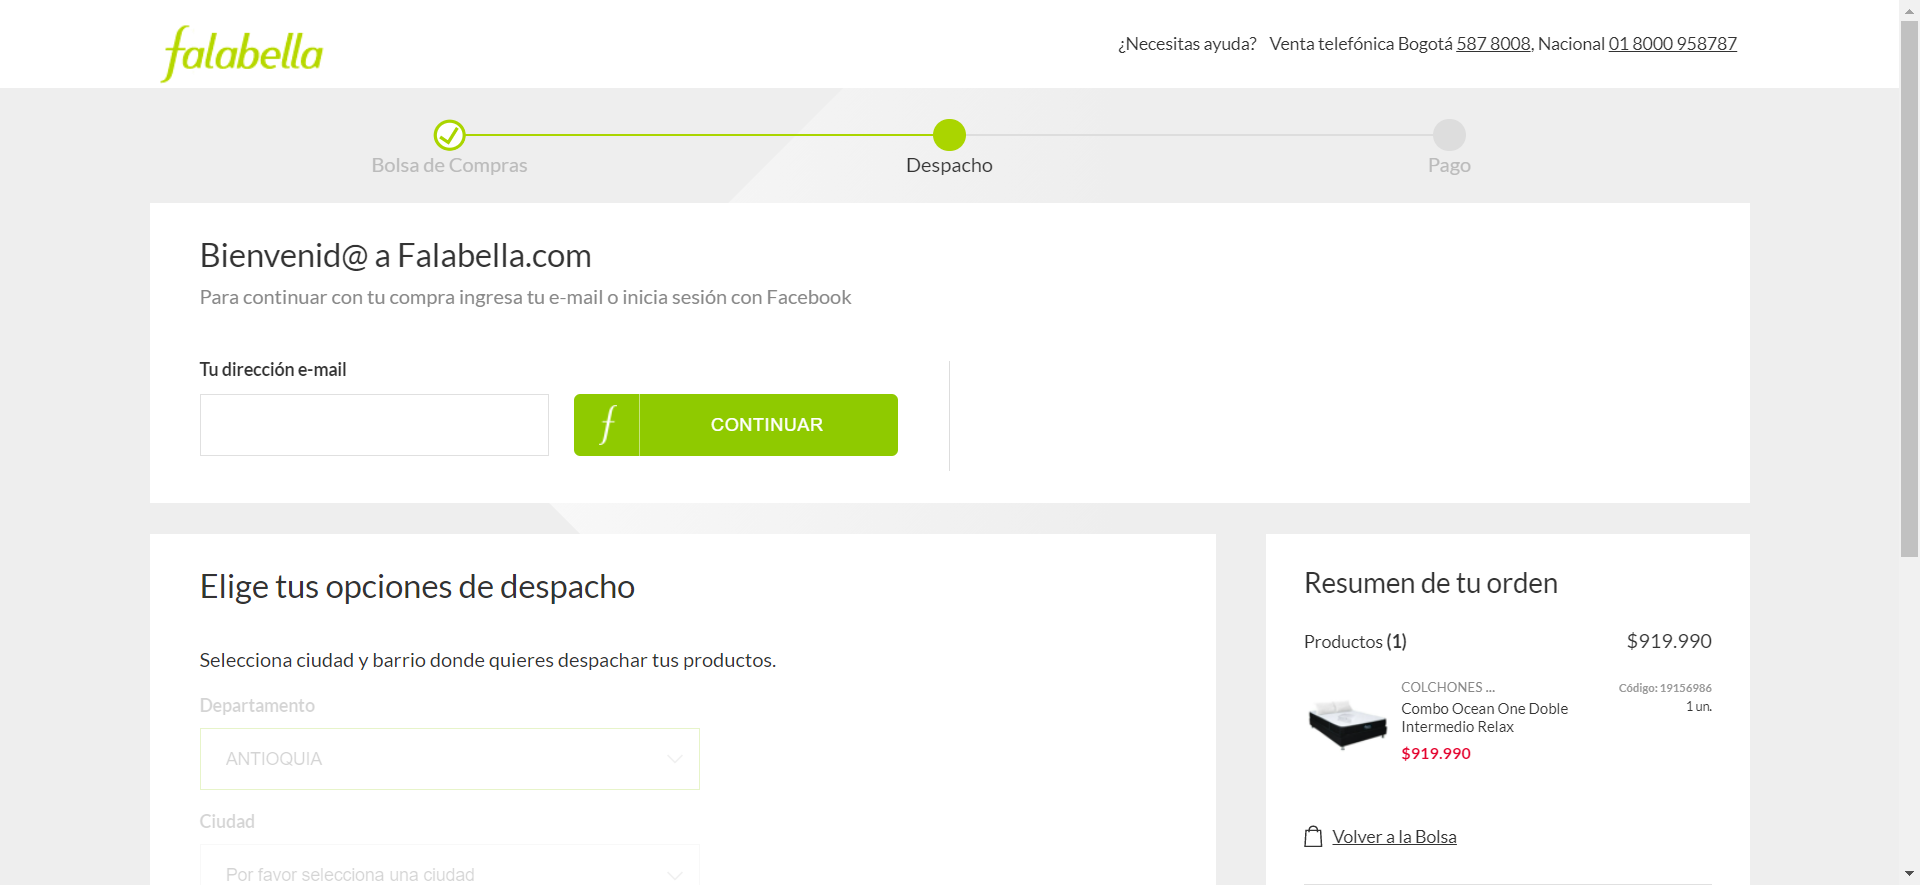 falabella
¿Necesitas ayuda? Venta telefónica Bogotá 587 8008, Nacional 01 8000 958787
Bolsa de Compras
Despacho
Pago
Bienvenid@ a Falabella.com
Para continuar con tu compra ingresa tu e-mail o inicia sesión con Facebook
Tu dirección e-mail
f CONTINUAR
Elige tus opciones de despacho
Selecciona ciudad y barrio donde quieres despachar tus productos.
Departamento
ANTIOQUIA
Ciudad
Por favor selecciona una ciudad
Resumen de tu orden
Productos (1) $919.990
COLCHONES ... Código: 19156986
Combo Ocean One Doble 1 un.
Intermedio Relax
$919.990
Volver a la Bolsa